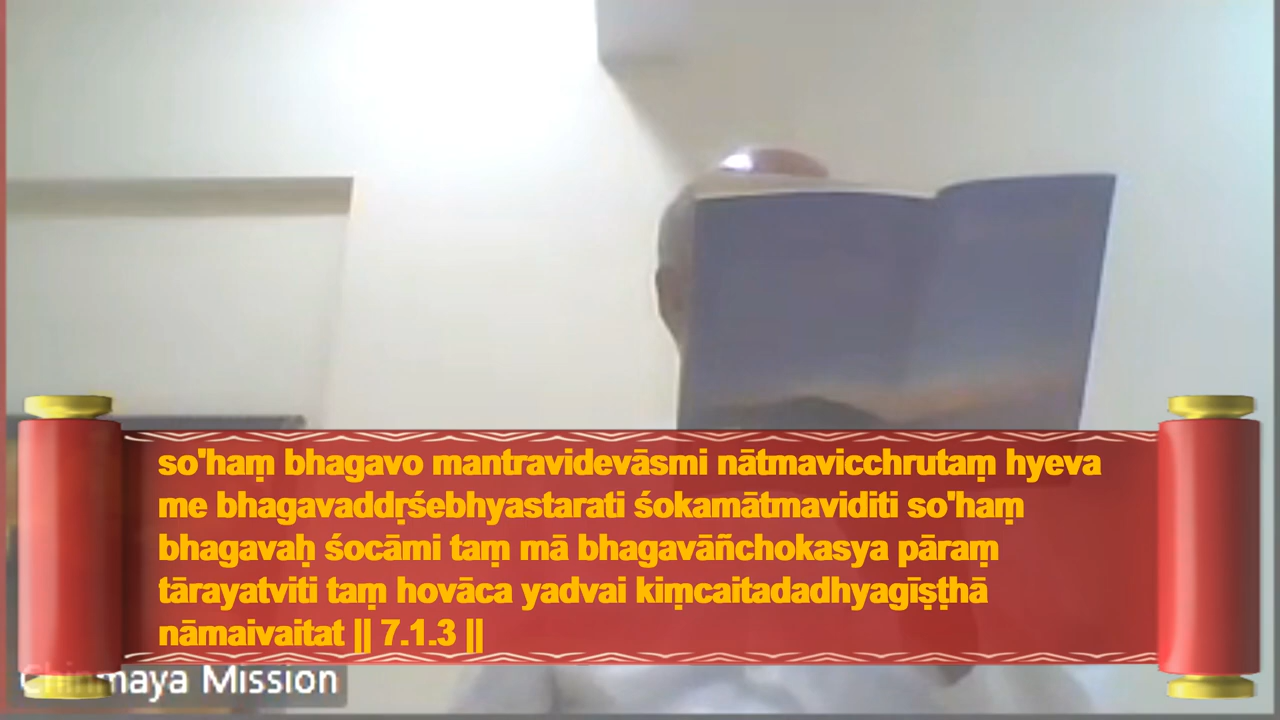 so'haṃ bhagavo mantravidevāsmi nātmavicchrutaṃ hyeva
me bhagavaddṛśebhyastarati śokamātmaviditi so'haṃ
bhagavaḥ śocāmi taṃ mā bhagavāñchokasya pāraṃ
tārayatviti taṃ hovāca yadvai kiṃcaitadadhyagīṣṭhā
nāmaivaitat || 7.1.3 ||
Chinmaya Mission